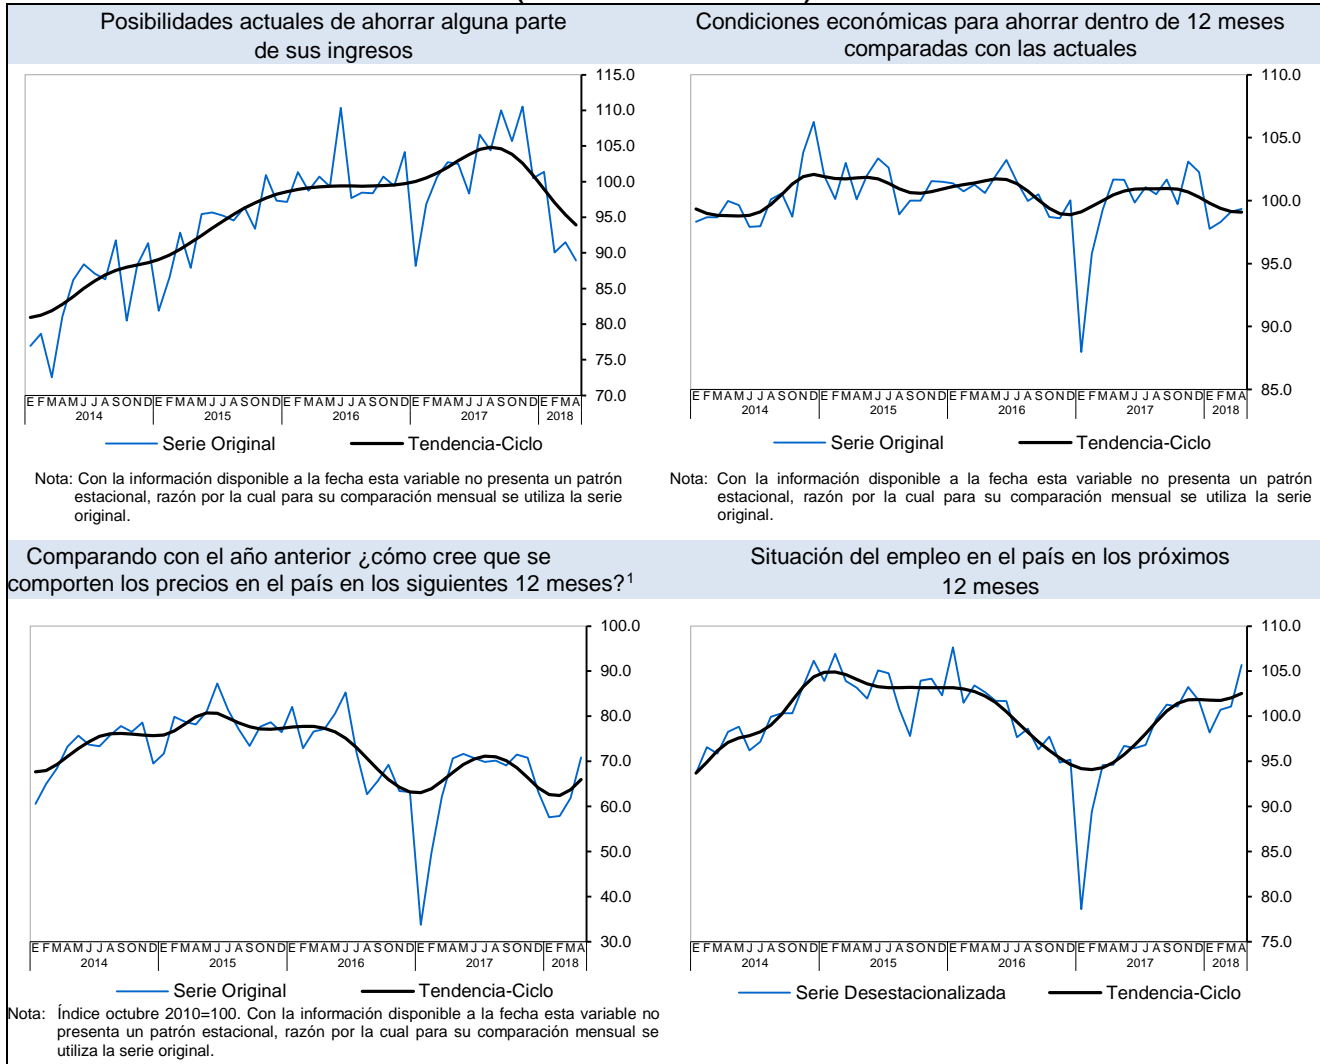 Posibilidades actuales de ahorrar alguna parte
de sus ingresos
115.0
110.0
105.0
100.0
95.0
90.0
85.0
80.0
75.0
70.0
E F M A M J J A S O N D E F M A M J J A S O N D E F M A M J J A S O N D E F M A M J J A S O N D E F M A
2014 2015 2016 2017 2018
Serie Original Tendencia-Ciclo
Nota: Con la información disponible a la fecha esta variable no presenta un patrón
estacional, razón por la cual para su comparación mensual se utiliza la serie
original.
Condiciones económicas para ahorrar dentro de 12 meses
comparadas con las actuales
110.0
105.0
100.0
95.0
90.0
85.0
E F M A M J J A S O N D E F M A M J J A S O N D E F M A M J J A S O N D E F M A M J J A S O N D E F M A
2014 2015 2016 2017 2018
Serie Original Tendencia-Ciclo
Nota: Con la información disponible a la fecha esta variable no presenta un patrón
estacional, razón por la cual para su comparación mensual se utiliza la serie
original.
Comparando con el año anterior ¿cómo cree que se
comporten los precios en el país en los siguientes 12 meses?¹
100.0
90.0
80.0
70.0
60.0
50.0
40.0
30.0
E F M A M J J A S O N D E F M A M J J A S O N D E F M A M J J A S O N D E F M A M J J A S O N D E F M A
2014 2015 2016 2017 2018
Serie Original Tendencia-Ciclo
Nota: Índice octubre 2010=100. Con la información disponible a la fecha esta variable no
presenta un patrón estacional, razón por la cual para su comparación mensual se
utiliza la serie original.
Situación del empleo en el país en los próximos
12 meses
110.0
105.0
100.0
95.0
90.0
85.0
80.0
75.0
E F M A M J J A S O N D E F M A M J J A S O N D E F M A M J J A S O N D E F M A M J J A S O N D E F M A
2014 2015 2016 2017 2018
Serie Desestacionalizada Tendencia-Ciclo